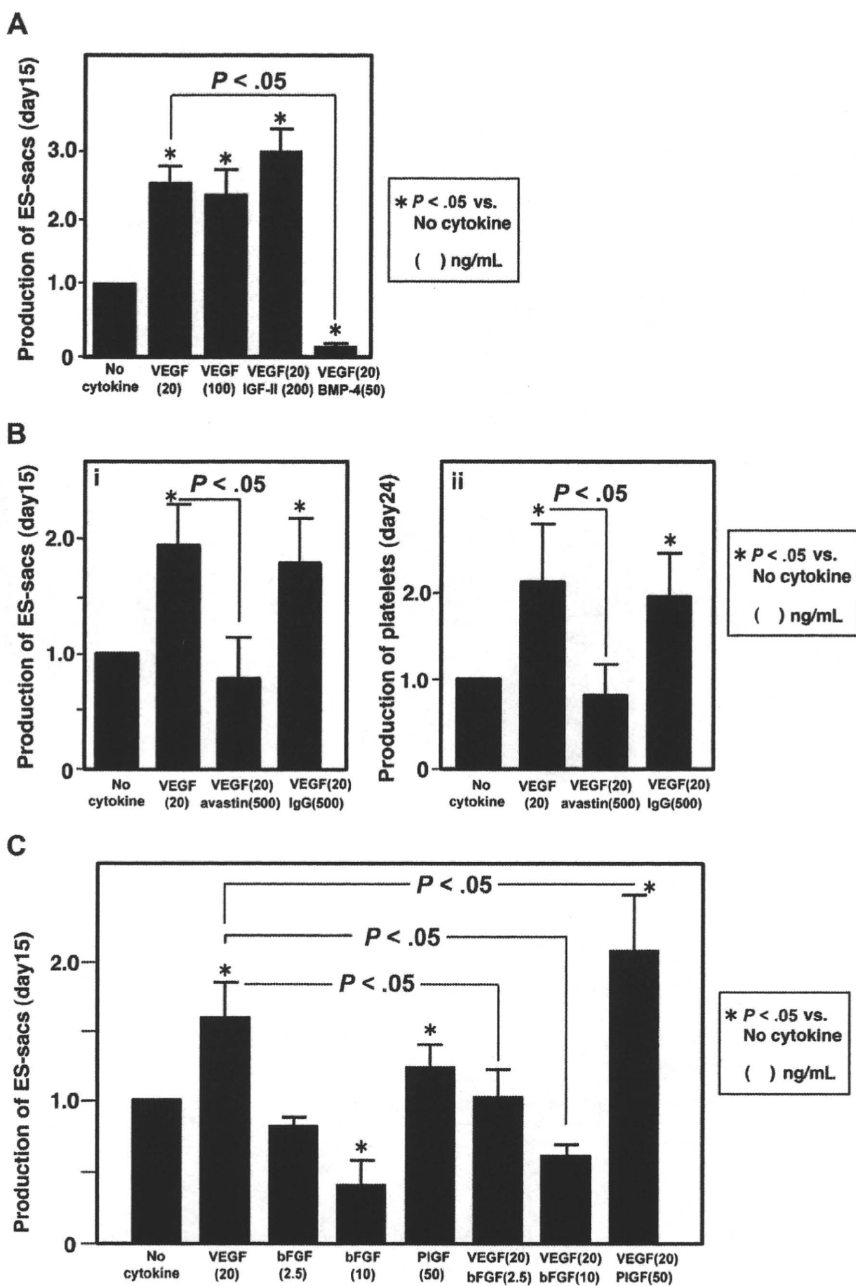 A
Production of ES-sacs (day15)
3.0
2.0
1.0
0
P < .05
*
*
*
*
No
cytokine
VEGF
(20)
VEGF
(100)
VEGF(20)
IGF-II (200)
VEGF(20)
BMP-4(50)
* P < .05 vs.
No cytokine
( ) ng/mL
B
i
Production of ES-sacs (day15)
2.0
1.0
0
P < .05
*
*
No
cytokine
VEGF
(20)
VEGF(20)
avastin(500)
VEGF(20)
IgG(500)
ii
Production of platelets (day24)
2.0
1.0
0
P < .05
*
*
No
cytokine
VEGF
(20)
VEGF(20)
avastin(500)
VEGF(20)
IgG(500)
* P < .05 vs.
No cytokine
( ) ng/mL
C
Production of ES-sacs (day15)
2.0
1.0
0
P < .05
P < .05
P < .05
*
*
*
*
No
cytokine
VEGF
(20)
bFGF
(2.5)
bFGF
(10)
PlGF
(50)
VEGF(20)
bFGF(2.5)
VEGF(20)
bFGF(10)
VEGF(20)
PlGF(50)
* P < .05 vs.
No cytokine
( ) ng/mL